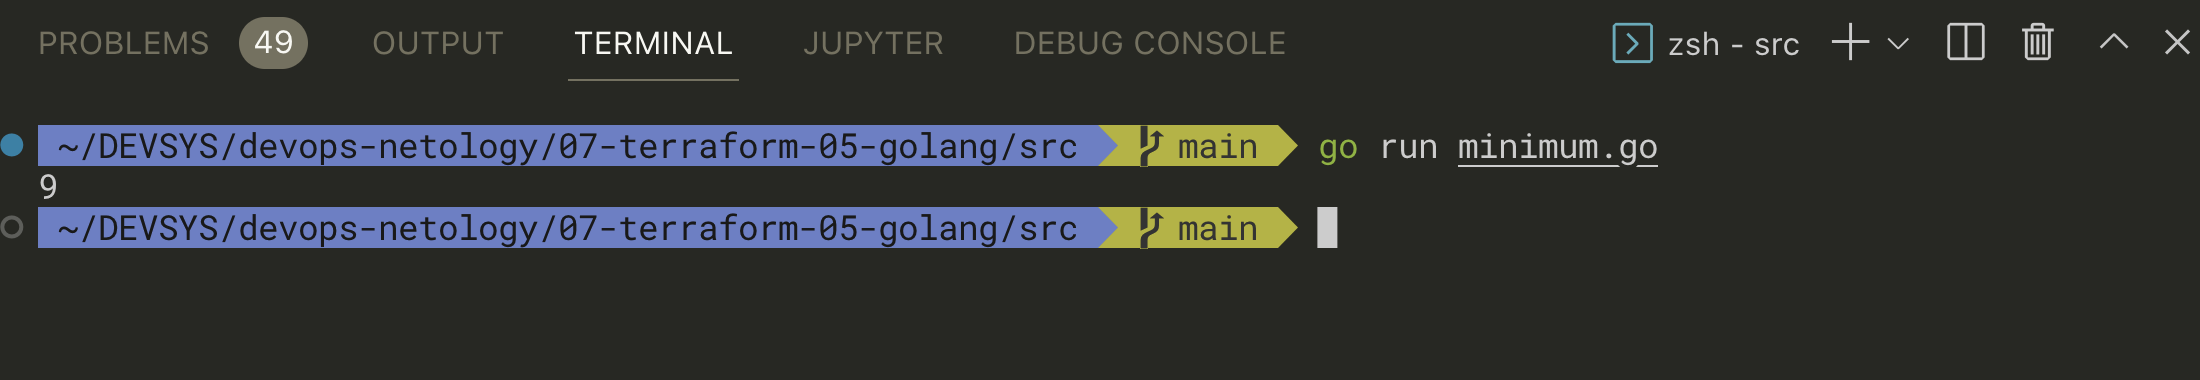 PROBLEMS 49 OUTPUT TERMINAL JUPYTER DEBUG CONSOLE zsh - src
~/DEVSYS/devops-netology/07-terraform-05-golang/src main go run minimum.go
9
~/DEVSYS/devops-netology/07-terraform-05-golang/src main